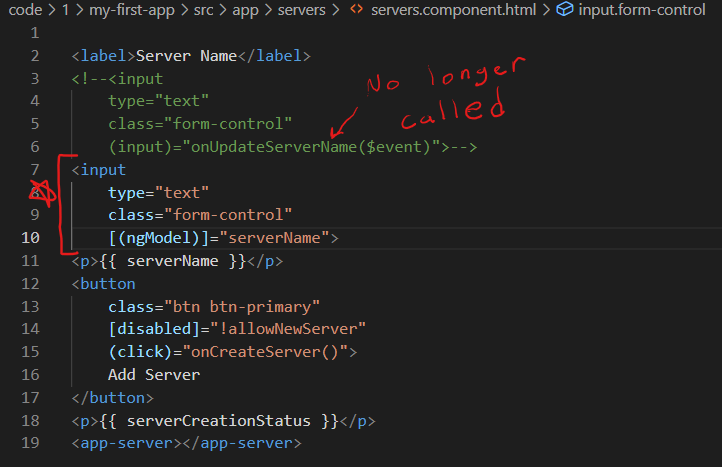 code > 1 > my-first-app > src > app > servers > <> servers.component.html > input.form-control
1
2 <label>Server Name</label>
3 <!--<input
No longer
4 type="text"
called
5 class="form-control"
6 (input)="onUpdateServerName($event)">-->
7 <input
8 type="text"
9 class="form-control"
10 [(ngModel)]="serverName">
11 <p>{{ serverName }}</p>
12 <button
13 class="btn btn-primary"
14 [disabled]="!allowNewServer"
15 (click)="onCreateServer()">
16 Add Server
17 </button>
18 <p>{{ serverCreationStatus }}</p>
19 <app-server></app-server>